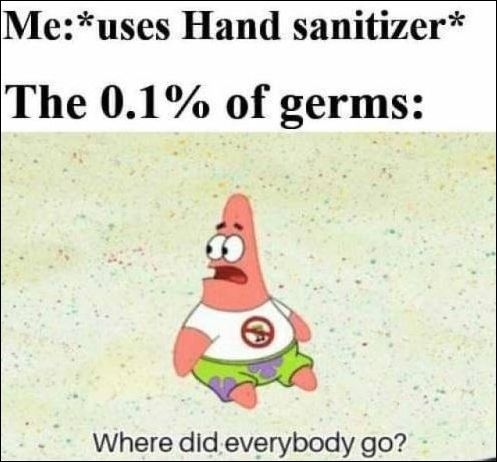 Me:*uses Hand sanitizer*
The 0.1% of germs:
Where did everybody go?